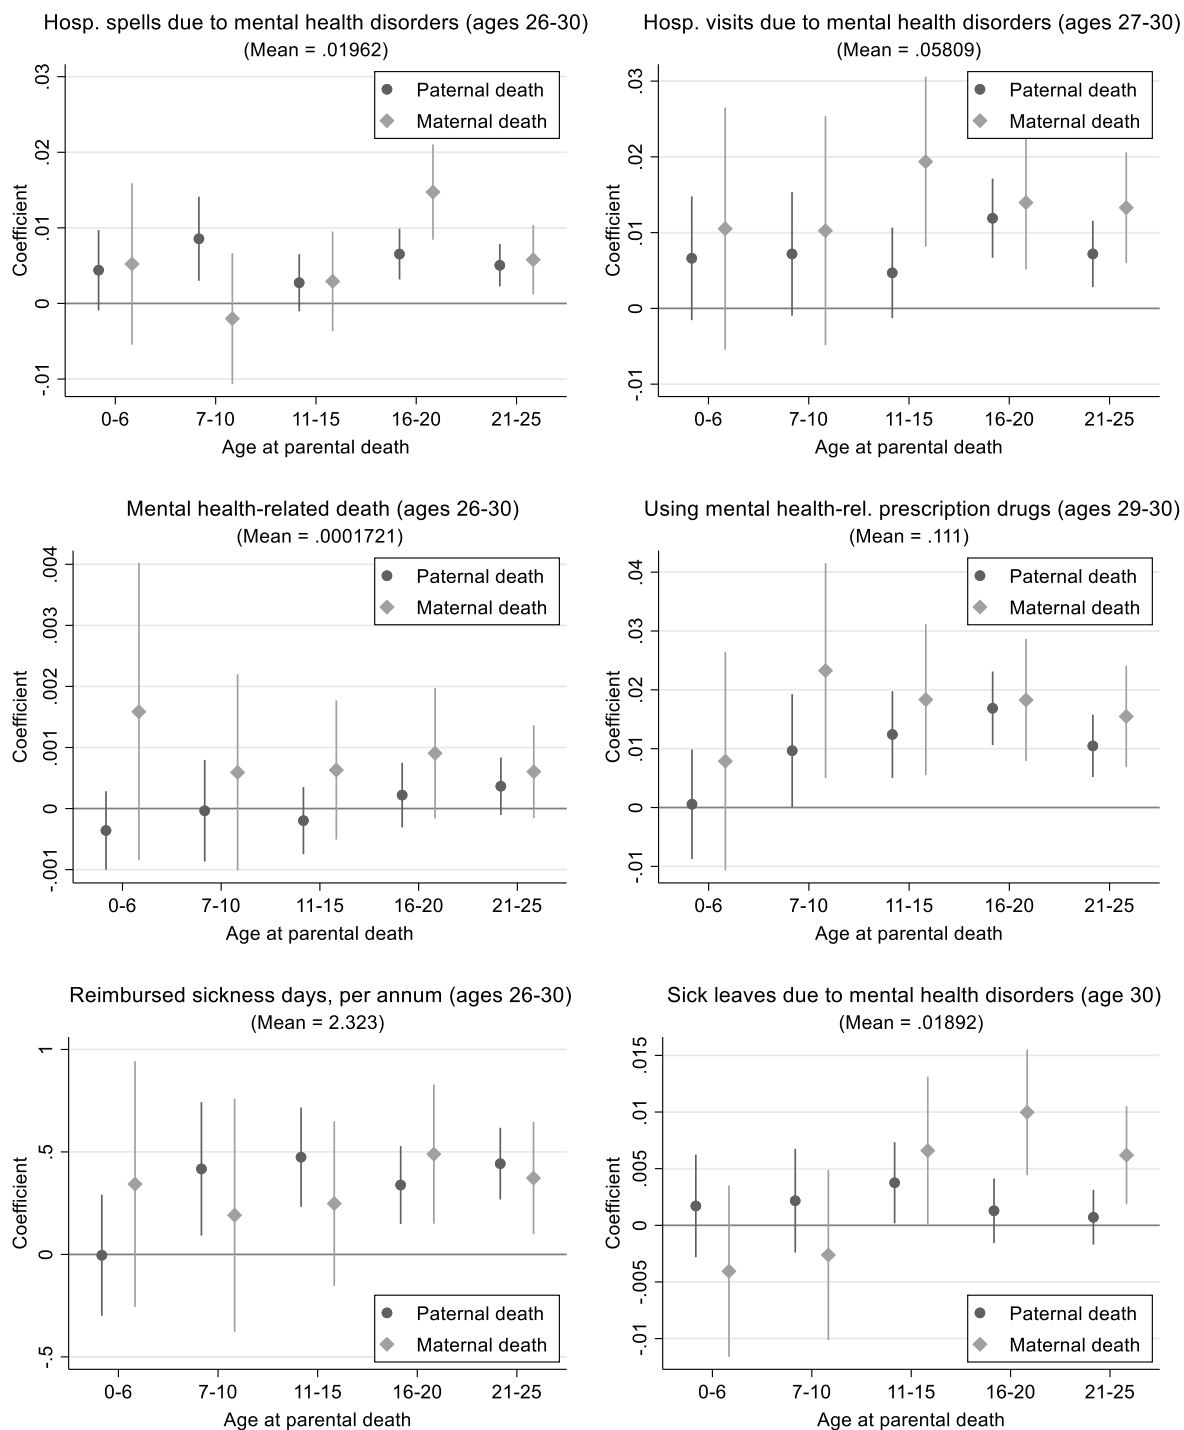 Hosp. spells due to mental health disorders (ages 26-30)
(Mean = .01962)
Coefficient
.03
.02
.01
0
-.01
Paternal death
Maternal death
0-6 7-10 11-15 16-20 21-25
Age at parental death
Hosp. visits due to mental health disorders (ages 27-30)
(Mean = .05809)
Coefficient
.03
.02
.01
0
-.01
Paternal death
Maternal death
0-6 7-10 11-15 16-20 21-25
Age at parental death
Mental health-related death (ages 26-30)
(Mean = .0001721)
Coefficient
.004
.003
.002
.001
0
-.001
Paternal death
Maternal death
0-6 7-10 11-15 16-20 21-25
Age at parental death
Using mental health-rel. prescription drugs (ages 29-30)
(Mean = .111)
Coefficient
.04
.03
.02
.01
0
-.01
Paternal death
Maternal death
0-6 7-10 11-15 16-20 21-25
Age at parental death
Reimbursed sickness days, per annum (ages 26-30)
(Mean = 2.323)
Coefficient
1
.5
0
-.5
Paternal death
Maternal death
0-6 7-10 11-15 16-20 21-25
Age at parental death
Sick leaves due to mental health disorders (age 30)
(Mean = .01892)
Coefficient
.015
.01
.005
0
-.005
-.01
Paternal death
Maternal death
0-6 7-10 11-15 16-20 21-25
Age at parental death